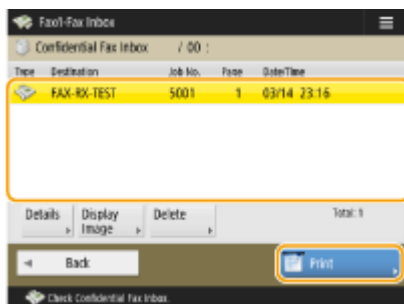 Fax/I-Fax Inbox
Confidential Fax Inbox / 00 :
Type Destination Job No. Page Date/Time
FAX-RX-TEST 5001 1 03/14 23:16
Details Display Image Delete Total: 1
Back Print
Check Confidential Fax Inbox.